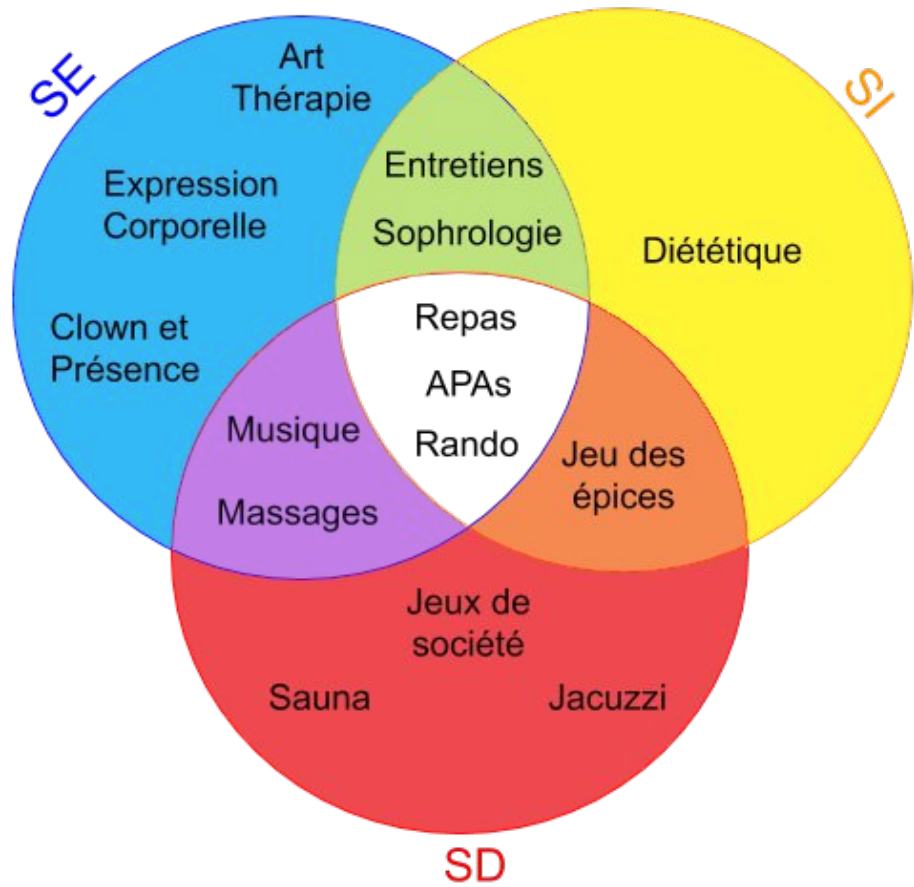 SE
SI
Art
Thérapie
Entretiens
Expression
Corporelle
Sophrologie
Diététique
Repas
Clown et
Présence
APAs
Musique
Rando
Jeu des
épices
Massages
Jeux de
société
Sauna
Jacuzzi
SD